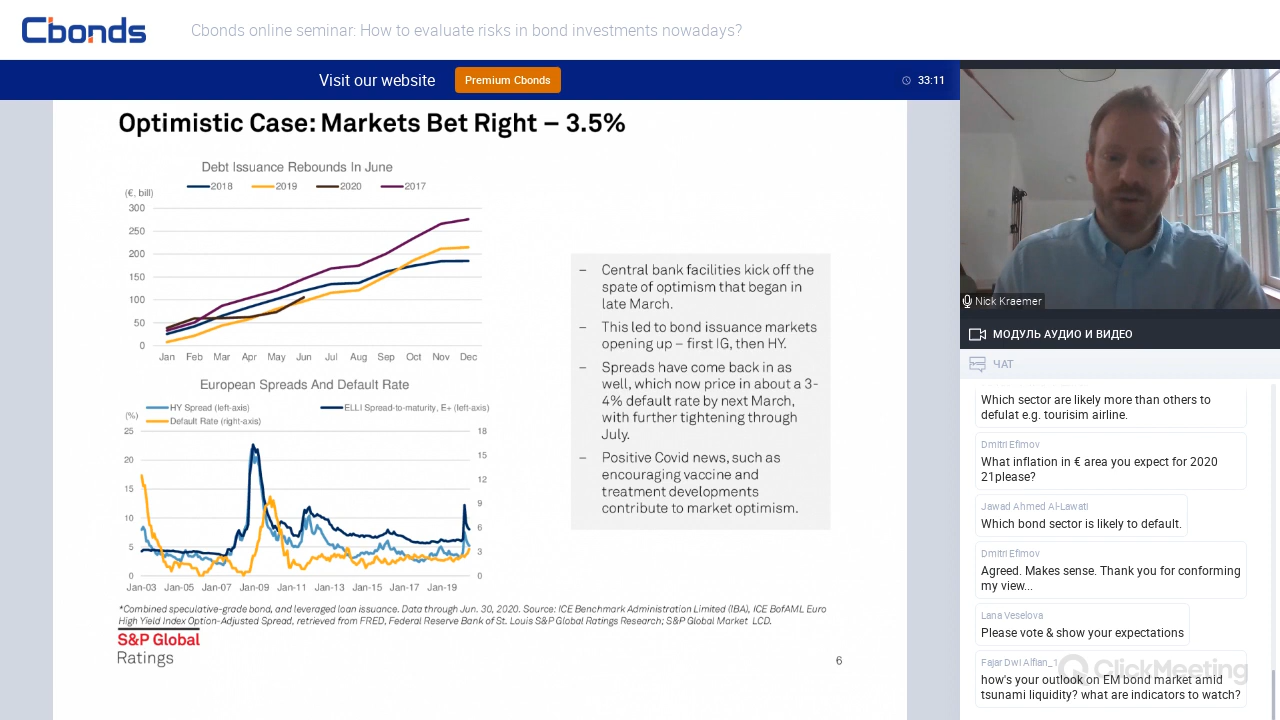 Cbonds
Cbonds online seminar: How to evaluate risks in bond investments nowadays?
Visit our website
Premium Cbonds
33:11
Optimistic Case: Markets Bet Right – 3.5%
Debt Issuance Rebounds In June
(€, bill)
2018 2019 2020 2017
300
250
200
150
100
50
0
Jan Feb Mar Apr May Jun Jul Aug Sep Oct Nov Dec
European Spreads And Default Rate
(%)
HY Spread (left-axis)
ELLI Spread-to-maturity, E+ (left-axis)
Default Rate (right-axis)
25 18
20 15
15 12
10 9
5 6
0 3
0
Jan-03 Jan-05 Jan-07 Jan-09 Jan-11 Jan-13 Jan-15 Jan-17 Jan-19
– Central bank facilities kick off the
spate of optimism that began in
late March.
– This led to bond issuance markets
opening up – first IG, then HY.
– Spreads have come back in as
well, which now price in about a 3-
4% default rate by next March,
with further tightening through
July.
– Positive Covid news, such as
encouraging vaccine and
treatment developments
contribute to market optimism.
*Combined speculative-grade bond, and leveraged loan issuance. Data through Jun. 30, 2020. Source: ICE Benchmark Administration Limited (IBA), ICE BofAML Euro
High Yield Index Option-Adjusted Spread, retrieved from FRED, Federal Reserve Bank of St. Louis S&P Global Ratings Research; S&P Global Market LCD.
S&P Global
Ratings
6
Nick Kraemer
МОДУЛЬ АУДИО И ВИДЕО
ЧАТ
Which sector are likely more than others to
defulat e.g. tourisim airline.
Dmitri Efimov
What inflation in € area you expect for 2020
21please?
Jawad Ahmed Al-Lawati
Which bond sector is likely to default.
Dmitri Efimov
Agreed. Makes sense. Thank you for conforming
my view...
Lana Veselova
Please vote & show your expectations
Fajar Dwi Alfian_1
ClickMeeting
how's your outlook on EM bond market amid
tsunami liquidity? what are indicators to watch?